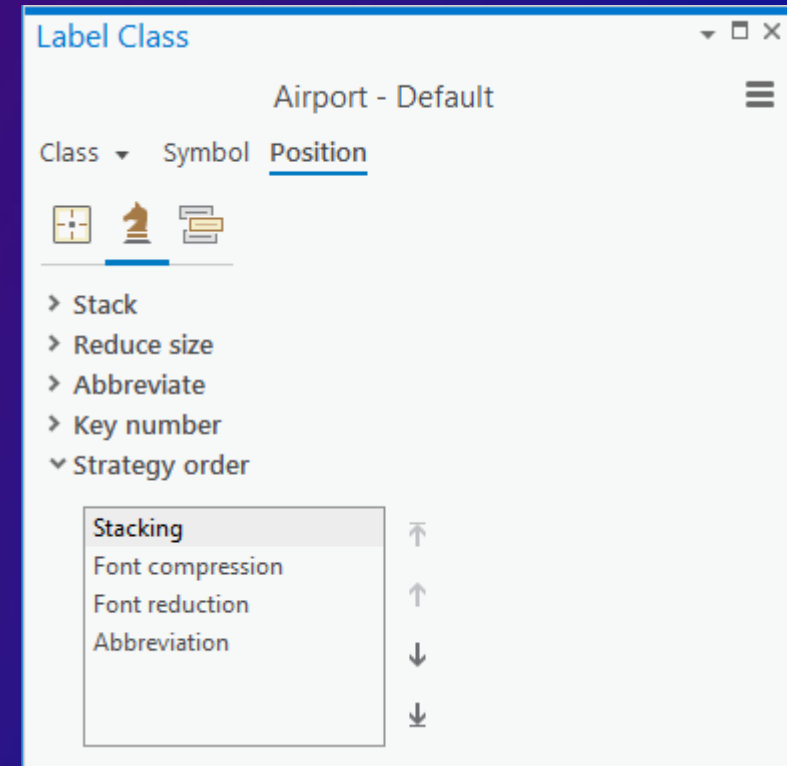 Label Class
Airport - Default
Class Symbol Position
Stack
Reduce size
Abbreviate
Key number
Strategy order
Stacking
Font compression
Font reduction
Abbreviation